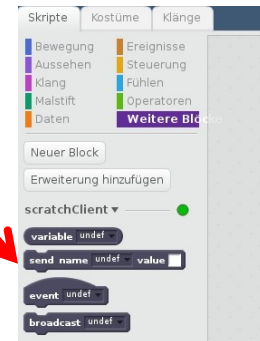 Skripte Kostüme Klänge
Bewegung Ereignisse
Aussehen Steuerung
Klang Fühlen
Malstift Operatoren
Daten Weitere Blöcke
Neuer Block
Erweiterung hinzufügen
scratchClient
variable undef
send name undef value
event undef
broadcast undef